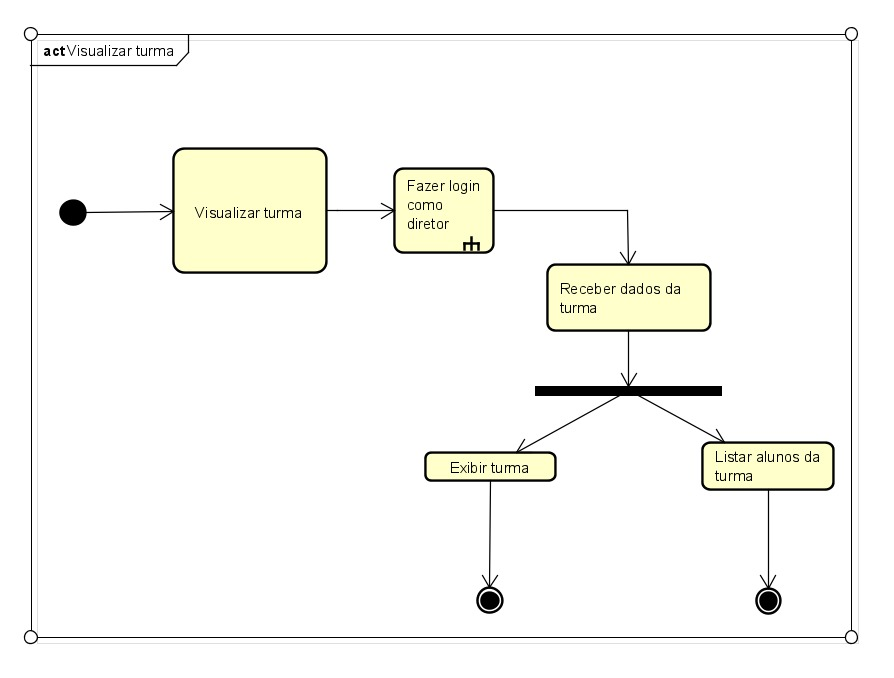 act Visualizar turma
Visualizar turma
Fazer login
como
diretor
Receber dados da
turma
Exibir turma
Listar alunos da
turma